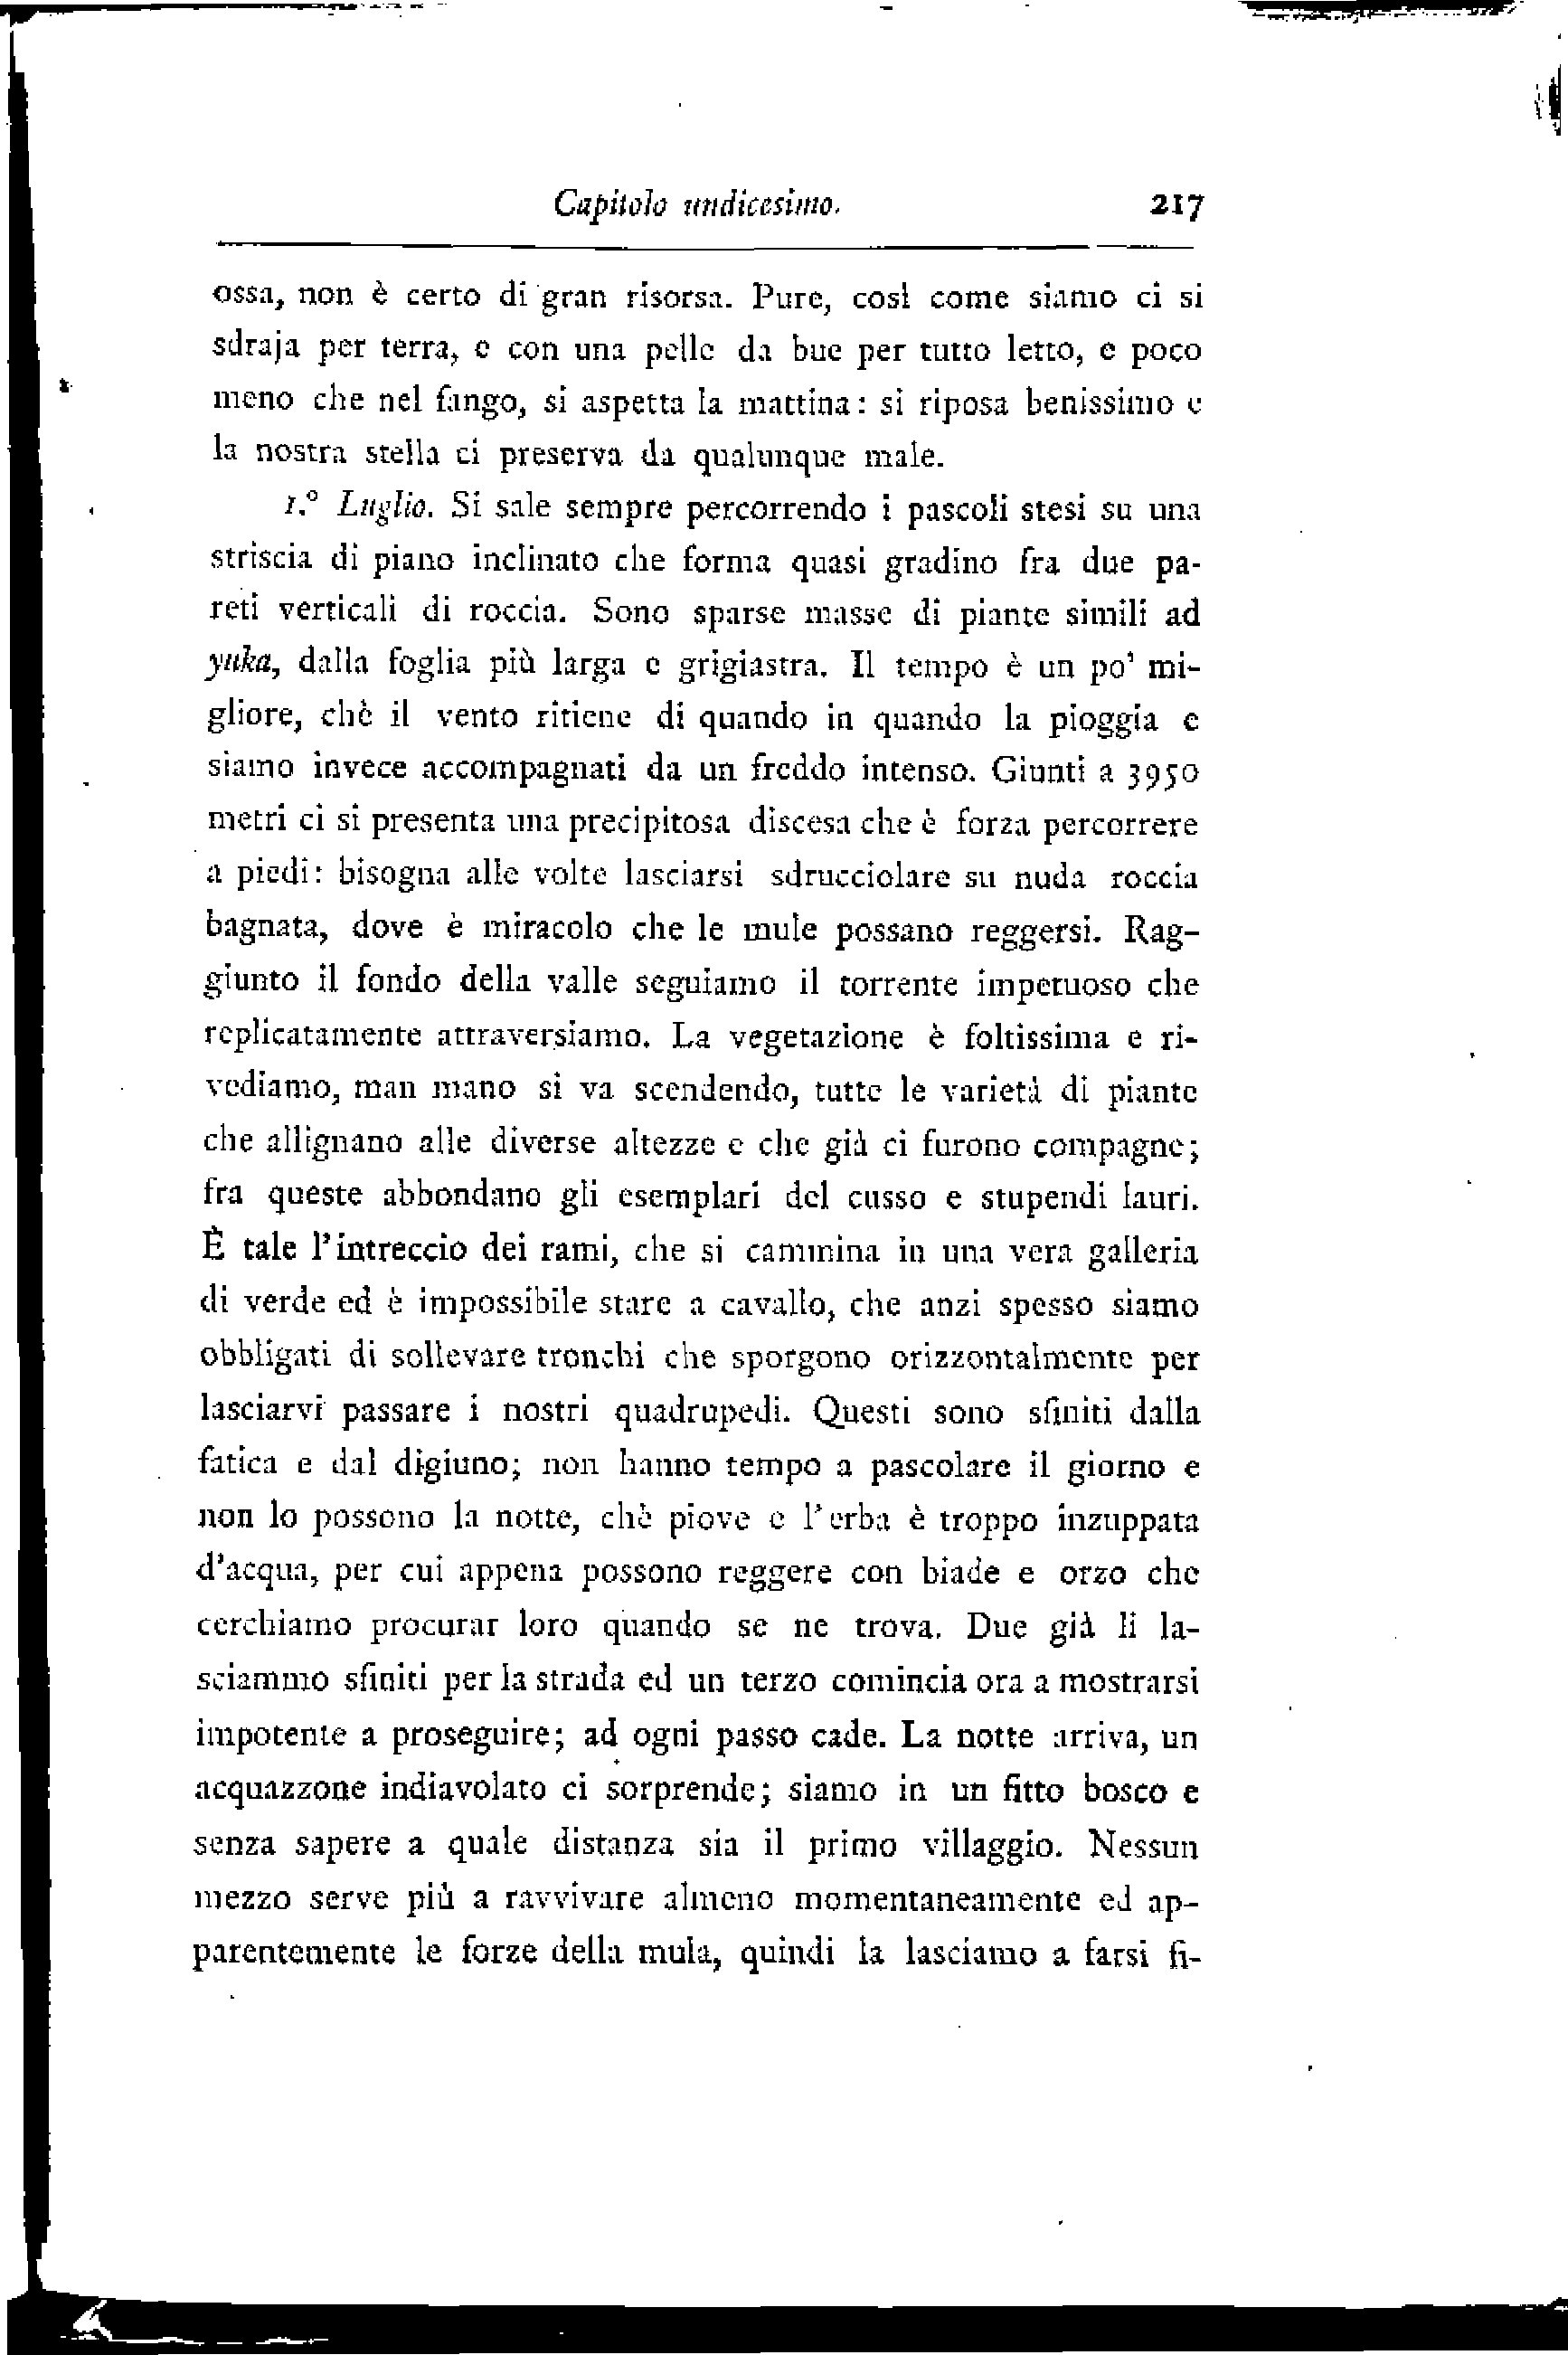 Capitolo undicesimo. 217
ossa, non è certo di gran risorsa. Pure, così come siamo ci si
sdraja per terra, e con una pelle da bue per tutto letto, e poco
meno che nel fango, si aspetta la mattina: si riposa benissimo e
la nostra stella ci preserva da qualunque male.
1.° Luglio. Si sale sempre percorrendo i pascoli stesi su una
striscia di piano inclinato che forma quasi gradino fra due pa-
reti verticali di roccia. Sono sparse masse di piante simili ad
yuka, dalla foglia più larga e grigiastra. Il tempo è un po' mi-
gliore, chè il vento ritiene di quando in quando la pioggia e
siamo invece accompagnati da un freddo intenso. Giunti a 3950
metri ci si presenta una precipitosa discesa che è forza percorrere
a piedi: bisogna alle volte lasciarsi sdrucciolare su nuda roccia
bagnata, dove è miracolo che le mule possano reggersi. Rag-
giunto il fondo della valle seguiamo il torrente impetuoso che
replicatamente attraversiamo. La vegetazione è foltissima e ri-
vediamo, man mano si va scendendo, tutte le varietà di piante
che allignano alle diverse altezze e che già ci furono compagne;
fra queste abbondano gli esemplari del cusso e stupendi lauri.
È tale l'intreccio dei rami, che si cammina in una vera galleria
di verde ed è impossibile stare a cavallo, che anzi spesso siamo
obbligati di sollevare tronchi che sporgono orizzontalmente per
lasciarvi passare i nostri quadrupedi. Questi sono sfiniti dalla
fatica e dal digiuno; non hanno tempo a pascolare il giorno e
non lo possono la notte, chè piove e l'erba è troppo inzuppata
d'acqua, per cui appena possono reggere con biade e orzo che
cerchiamo procurar loro quando se ne trova. Due già li la-
sciammo sfiniti per la strada ed un terzo comincia ora a mostrarsi
impotente a proseguire; ad ogni passo cade. La notte arriva, un
acquazzone indiavolato ci sorprende; siamo in un fitto bosco e
senza sapere a quale distanza sia il primo villaggio. Nessun
mezzo serve più a ravvivare almeno momentaneamente ed ap-
parentemente le forze della mula, quindi la lasciamo a farsi fi-